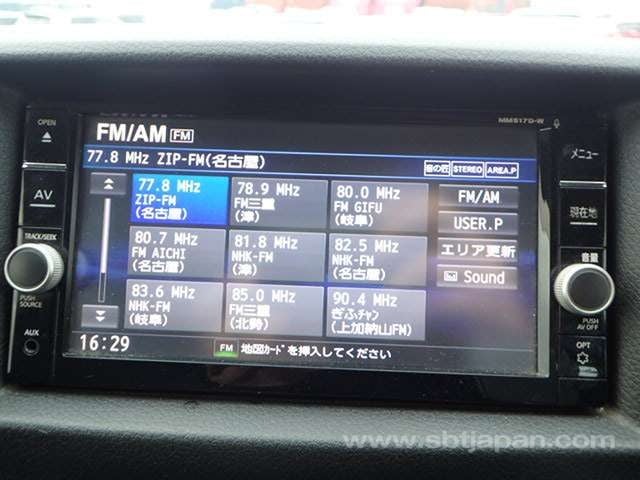 OPEN
MM517D-W
AV
TRACK/SEEK
PUSH SOURCE
AUX
FM/AM FM
77.8 MHz ZIP-FM(名古屋)
音の匠 STEREO AREA.P
77.8 MHz
ZIP-FM
(名古屋)
78.9 MHz
FM三重
(津)
80.0 MHz
FM GIFU
(岐阜)
80.7 MHz
FM AICHI
(名古屋)
81.8 MHz
NHK-FM
(津)
82.5 MHz
NHK-FM
(名古屋)
83.6 MHz
NHK-FM
(岐阜)
85.0 MHz
FM三重
(北勢)
90.4 MHz
ぎふチャン
(上加納山FM)
FM/AM
USER.P
エリア更新
Sound
16:29
FM 地図カードを挿入してください
メニュー
現在地
音量
PUSH
AV OFF
OPT
www.sbtjapan.com